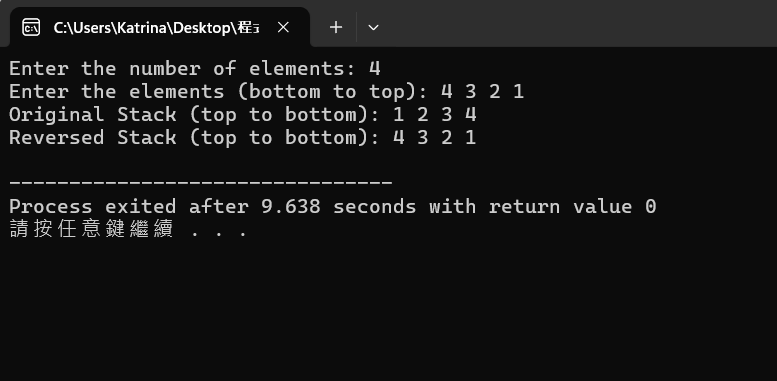 C:\Users\Katrina\Desktop\程
Enter the number of elements: 4
Enter the elements (bottom to top): 4 3 2 1
Original Stack (top to bottom): 1 2 3 4
Reversed Stack (top to bottom): 4 3 2 1
--------------------------------
Process exited after 9.638 seconds with return value 0
請按任意鍵繼續 . . .